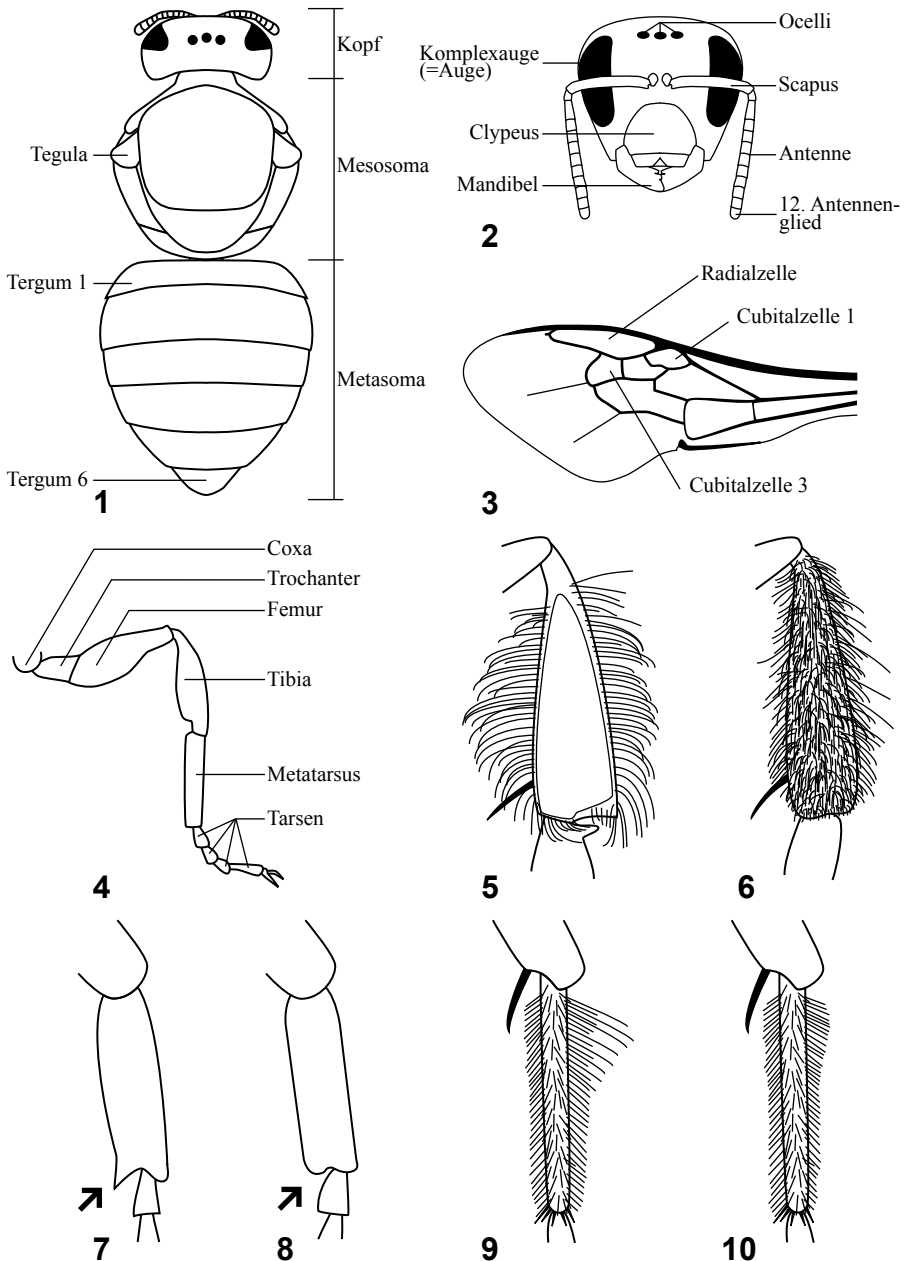 Kopf
Tegula
Mesosoma
Tergum 1
Metasoma
Tergum 6
1
Ocelli
Komplexauge
(=Auge)
Scapus
Clypeus
Antenne
Mandibel
12. Antennen-
glied
2
Radialzelle
Cubitalzelle 1
Cubitalzelle 3
3
Coxa
Trochanter
Femur
Tibia
Metatarsus
Tarsen
4
5
6
7
8
9
10